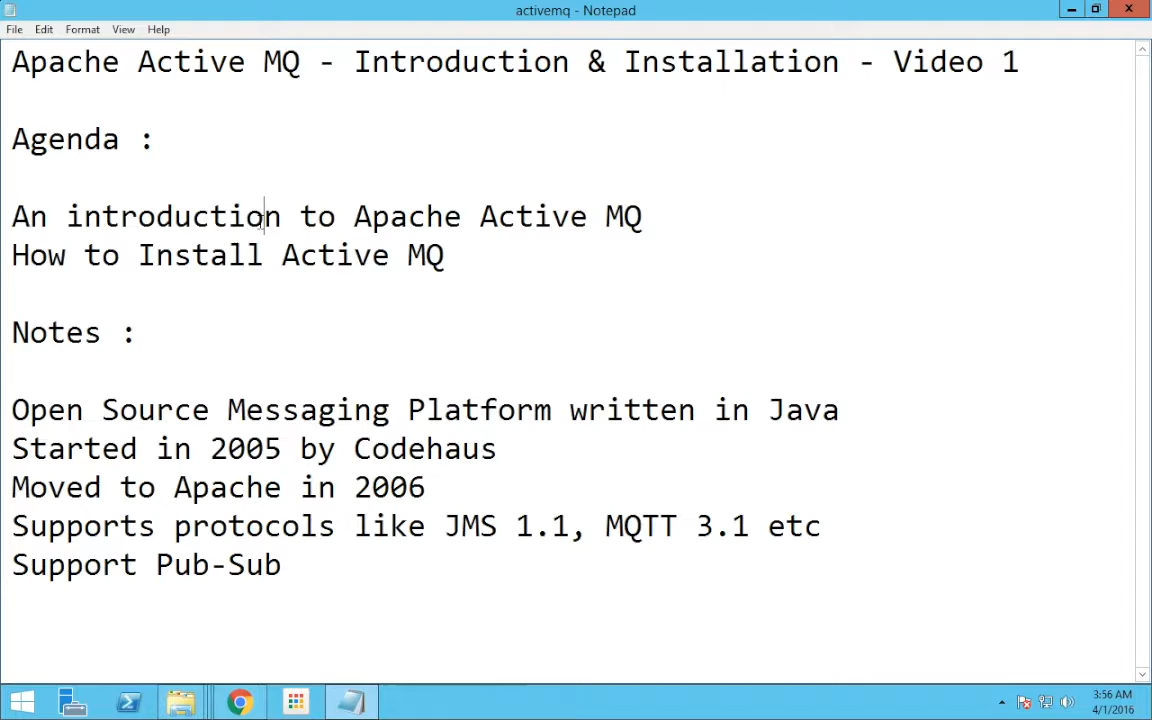 activemq - Notepad
File Edit Format View Help
Apache Active MQ - Introduction & Installation - Video 1
Agenda :
An introduction to Apache Active MQ
How to Install Active MQ
Notes :
Open Source Messaging Platform written in Java
Started in 2005 by Codehaus
Moved to Apache in 2006
Supports protocols like JMS 1.1, MQTT 3.1 etc
Support Pub-Sub
3:56 AM
4/1/2016